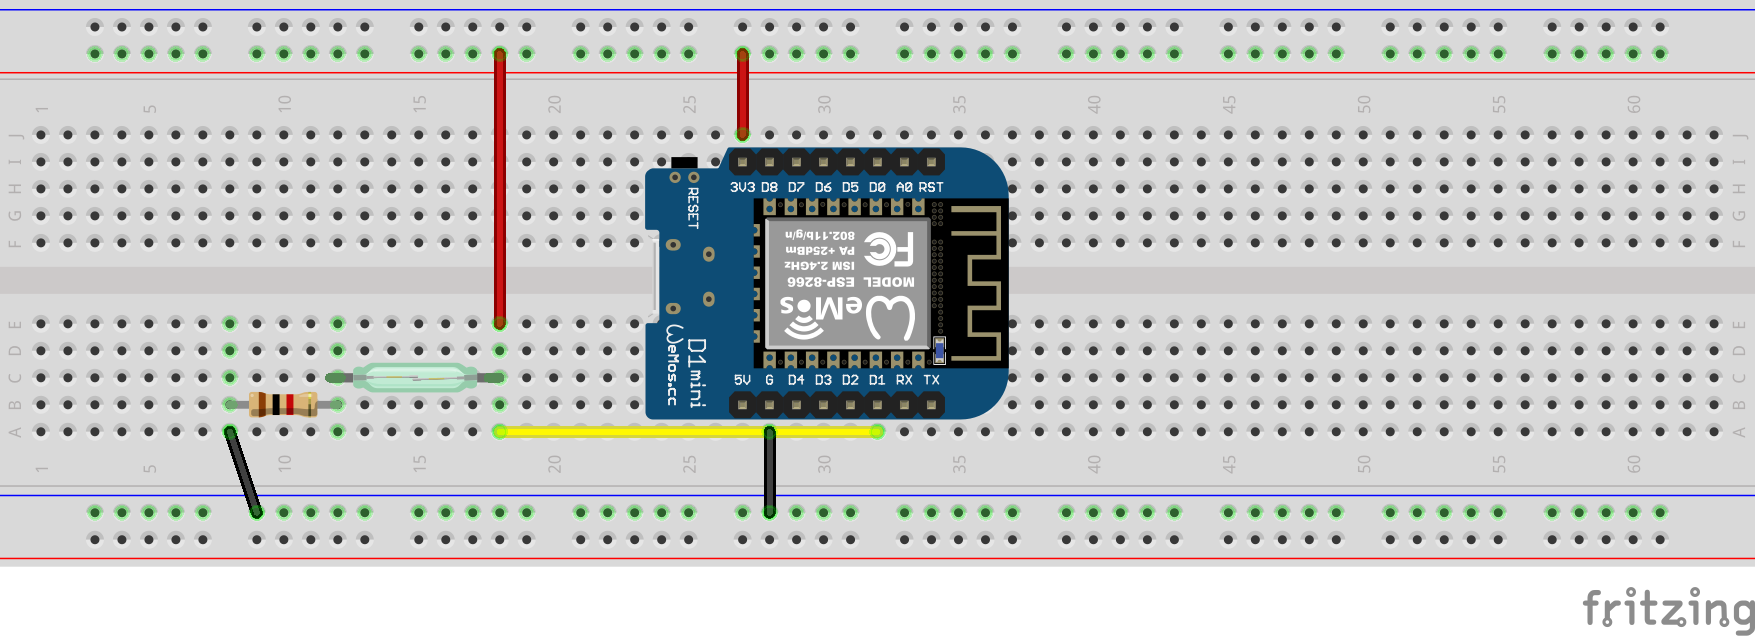 1 5 10 15 20 25 30 35 40 45 50 55 60
J J
I I
H H
G G
F F
3V3 D8 D7 D6 D5 D0 A0 RST
RESET
802.11b/g/n
PA +25dBm
ISM 2.4GHz
FC
MODEL ESP-8266
WeMos
E E
D D
C C
B B
A A
D1mini
WeMos.cc
5V G D4 D3 D2 D1 RX TX
1 5 10 15 20 25 30 35 40 45 50 55 60
fritzing